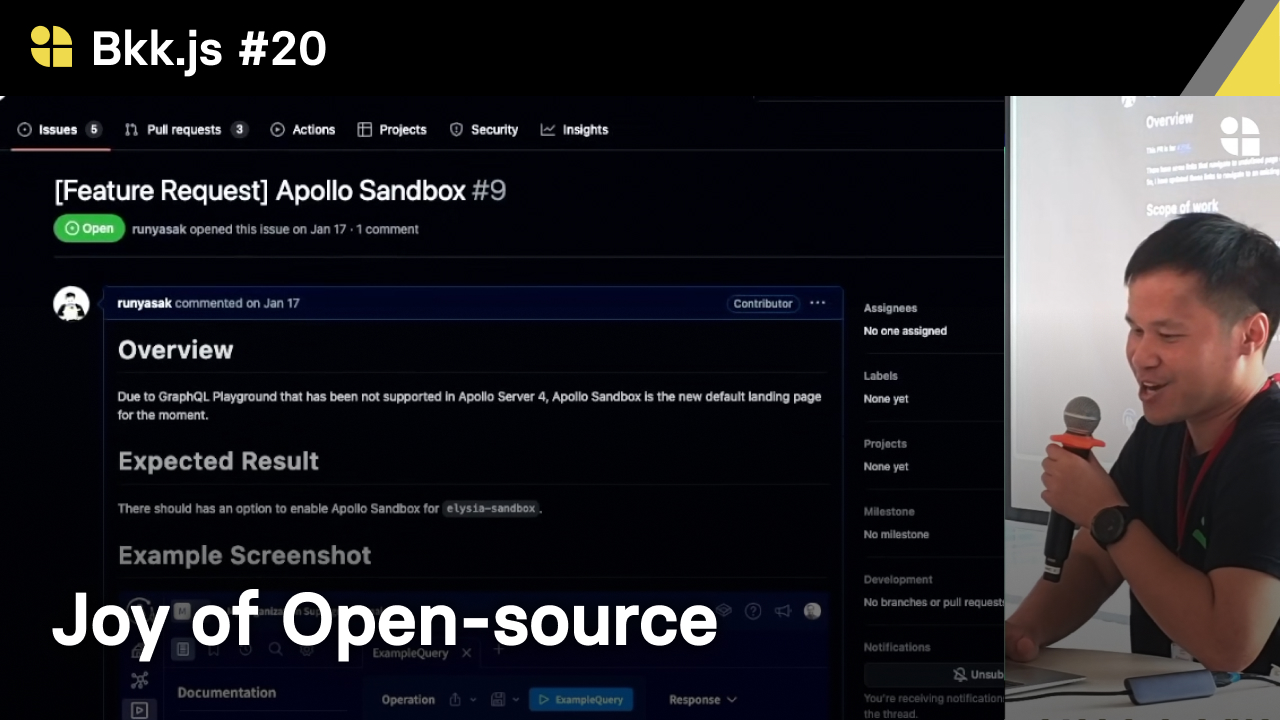 Bkk.js #20
Issues 5 Pull requests 3 Actions Projects Security Insights
[Feature Request] Apollo Sandbox #9
Open runyasak opened this issue on Jan 17 · 1 comment
runyasak commented on Jan 17 Contributor ...
Overview
Due to GraphQL Playground that has been not supported in Apollo Server 4, Apollo Sandbox is the new default landing page
for the moment.
Expected Result
There should has an option to enable Apollo Sandbox for elysia-sandbox.
Example Screenshot
Assignees
No one assigned
Labels
None yet
Projects
None yet
Milestone
No milestone
Development
No branches or pull requests
Notifications
Unsub
You're receiving notification
the thread.
Joy of Open-source
ExampleQuery
Documentation
Operation ExampleQuery Response
Overview
Scope of work